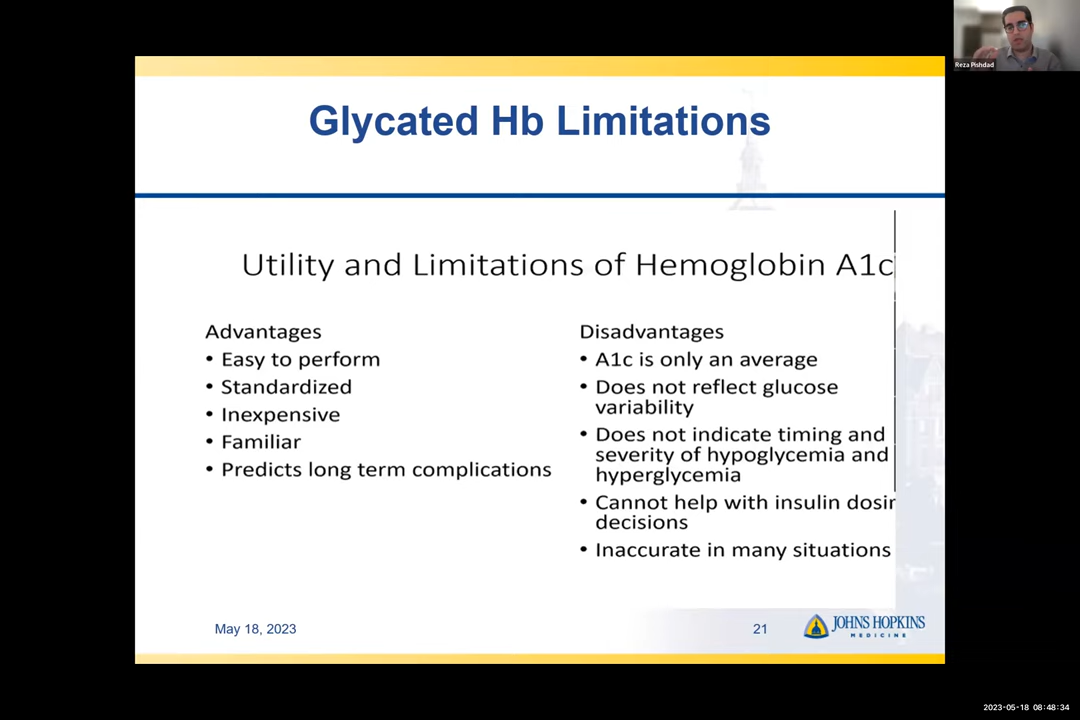 Reza Pishdad
Glycated Hb Limitations
Utility and Limitations of Hemoglobin A1c
Advantages
• Easy to perform
• Standardized
• Inexpensive
• Familiar
• Predicts long term complications
Disadvantages
• A1c is only an average
• Does not reflect glucose
variability
• Does not indicate timing and
severity of hypoglycemia and
hyperglycemia
• Cannot help with insulin dosin
decisions
• Inaccurate in many situations
May 18, 2023
21
JOHNS HOPKINS
MEDICINE
2023-05-18 08:48:34